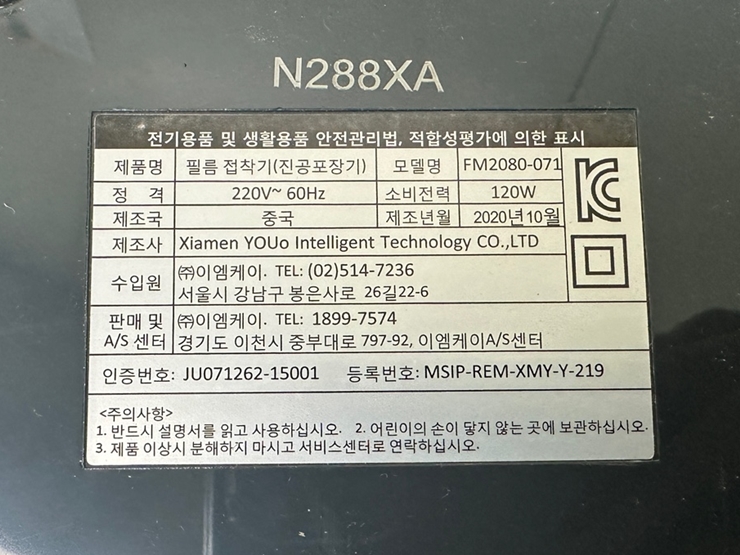 N288XA
전기용품 및 생활용품 안전관리법, 적합성평가에 의한 표시
제품명 필름 접착기(진공포장기) 모델명 FM2080-071
정 격 220V~ 60Hz 소비전력 120W
제조국 중국 제조년월 2020년 10월
제조사 Xiamen YOUo Intelligent Technology CO.,LTD
수입원 ㈜이엠케이. TEL: (02)514-7236
서울시 강남구 봉은사로 26길22-6
판매 및 ㈜이엠케이. TEL: 1899-7574
A/S 센터 경기도 이천시 중부대로 797-92, 이엠케이A/S센터
인증번호: JU071262-15001 등록번호: MSIP-REM-XMY-Y-219
<주의사항>
1. 반드시 설명서를 읽고 사용하십시오. 2. 어린이의 손이 닿지 않는 곳에 보관하십시오.
3. 제품 이상시 분해하지 마시고 서비스센터로 연락하십시오.